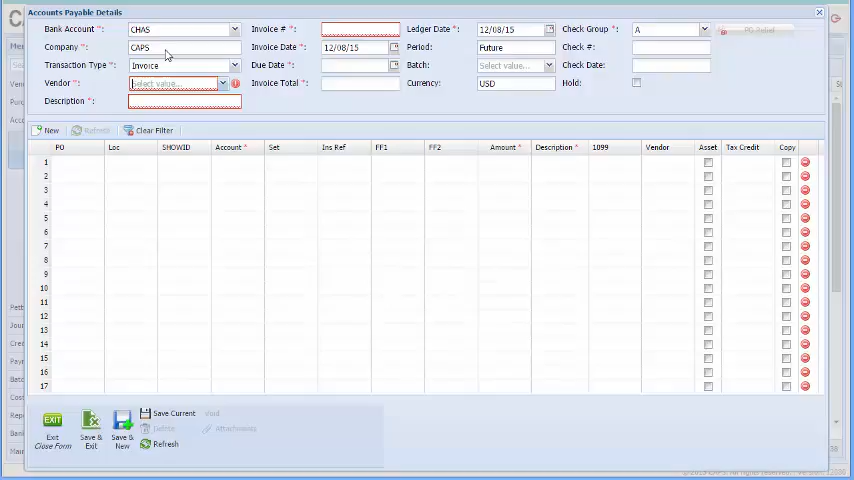 Accounts Payable Details
Bank Account *: CHAS Invoice # *: Ledger Date *: 12/08/15 Check Group *: A PO Relief
Company *: CAPS Invoice Date *: 12/08/15 Period: Future Check #:
Transaction Type *: Invoice Due Date *: Batch: Select value... Check Date:
Vendor *: Select value... Invoice Total *: Currency: USD Hold:
Description *:
New Refresh Clear Filter
PO Loc SHOWID Account * Set Ins Ref FF1 FF2 Amount * Description * 1099 Vendor Asset Tax Credit Copy
1
2
3
4
5
6
7
8
9
10
11
12
13
14
15
16
17
EXIT Exit Close Form Save & Exit Save & New Save Current Void
Delete Attachments
Refresh